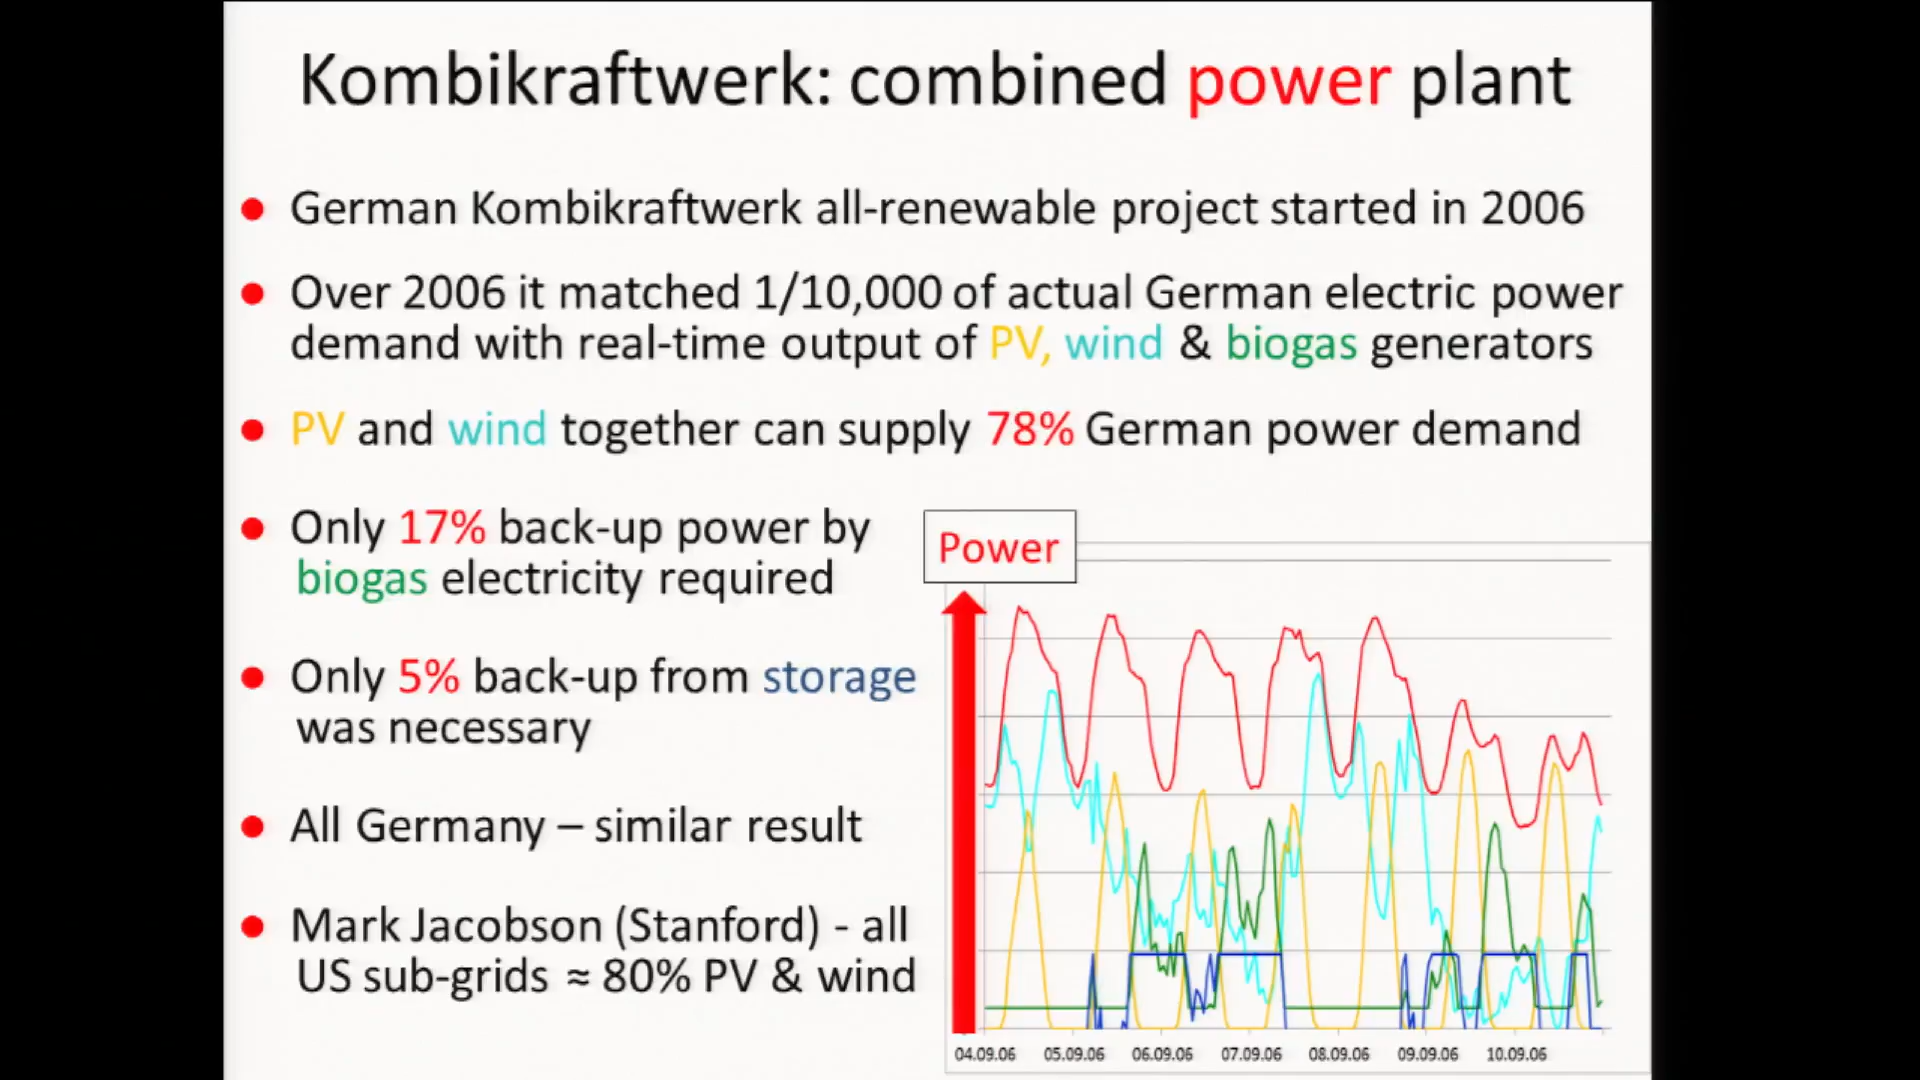 Kombikraftwerk: combined power plant
● German Kombikraftwerk all-renewable project started in 2006
● Over 2006 it matched 1/10,000 of actual German electric power
demand with real-time output of PV, wind & biogas generators
● PV and wind together can supply 78% German power demand
● Only 17% back-up power by
biogas electricity required
● Only 5% back-up from storage
was necessary
● All Germany – similar result
● Mark Jacobson (Stanford) - all
US sub-grids ≈ 80% PV & wind
Power
04.09.06 05.09.06 06.09.06 07.09.06 08.09.06 09.09.06 10.09.06